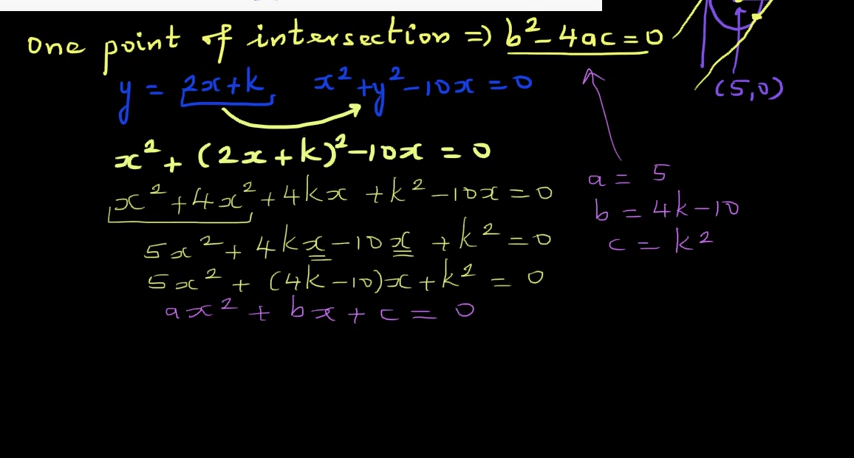 One point of intersection ⇒ b² - 4ac = 0
y = 2x + k, x² + y² - 10x = 0
(5,0)
x² + (2x + k)² - 10x = 0
x² + 4x² + 4kx + k² - 10x = 0
5x² + 4kx - 10x + k² = 0
5x² + (4k - 10)x + k² = 0
ax² + bx + c = 0
a = 5
b = 4k - 10
c = k²